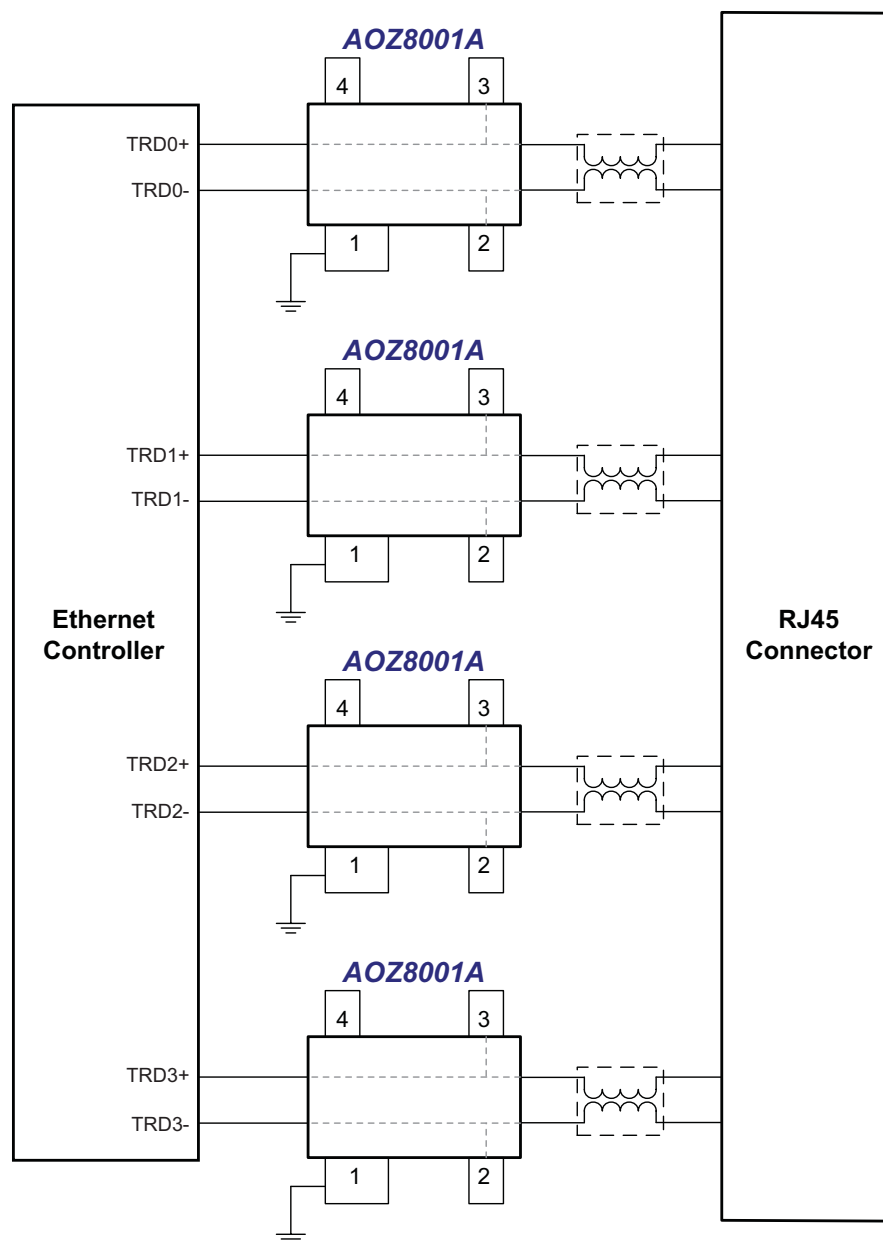 AOZ8001A
4
3
TRD0+
TRD0-
1
2
AOZ8001A
4
3
TRD1+
TRD1-
1
2
Ethernet
Controller
RJ45
Connector
AOZ8001A
4
3
TRD2+
TRD2-
1
2
AOZ8001A
4
3
TRD3+
TRD3-
1
2